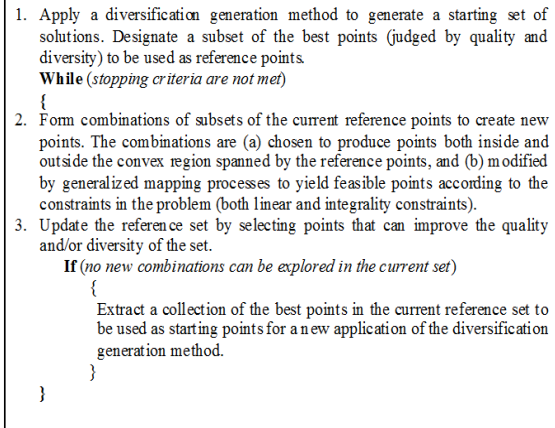 1. Apply a diversification generation method to generate a starting set of
solutions. Designate a subset of the best points (judged by quality and
diversity) to be used as reference points.
While (stopping criteria are not met)
{
2. Form combinations of subsets of the current reference points to create new
points. The combinations are (a) chosen to produce points both inside and
outside the convex region spanned by the reference points, and (b) modified
by generalized mapping processes to yield feasible points according to the
constraints in the problem (both linear and integrality constraints).
3. Update the reference set by selecting points that can improve the quality
and/or diversity of the set.
If (no new combinations can be explored in the current set)
{
Extract a collection of the best points in the current reference set to
be used as starting points for a new application of the diversification
generation method.
}
}